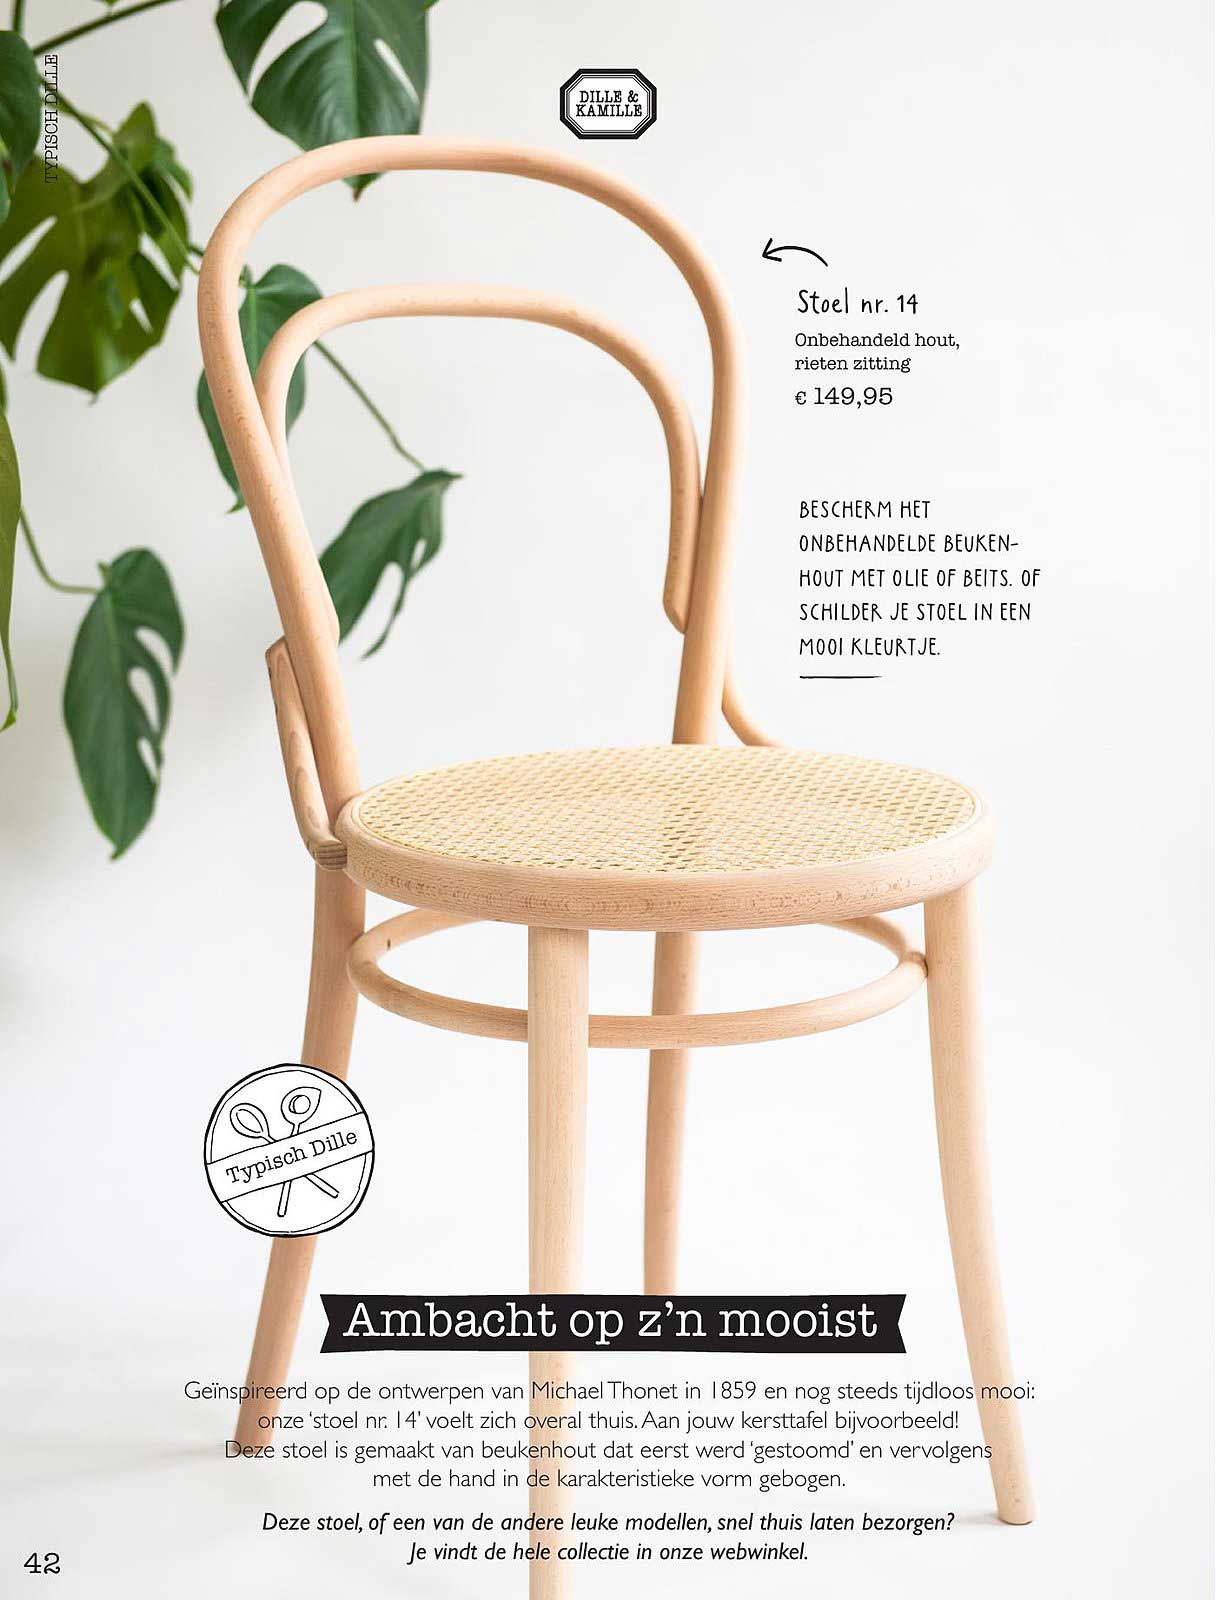 TYPISCH DILLE
DILLE &
KAMILLE
Stoel nr. 14
Onbehandeld hout,
rieten zitting
€ 149,95
BESCHERM HET
ONBEHANDELDE BEUKEN-
HOUT MET OLIE OF BEITS. OF
SCHILDER JE STOEL IN EEN
MOOI KLEURTJE.
Typisch Dille
Ambacht op z'n mooist
Geïnspireerd op de ontwerpen van Michael Thonet in 1859 en nog steeds tijdloos mooi:
onze 'stoel nr. 14' voelt zich overal thuis. Aan jouw kersttafel bijvoorbeeld!
Deze stoel is gemaakt van beukenhout dat eerst werd 'gestoomd' en vervolgens
met de hand in de karakteristieke vorm gebogen.
Deze stoel, of een van de andere leuke modellen, snel thuis laten bezorgen?
Je vindt de hele collectie in onze webwinkel.
42